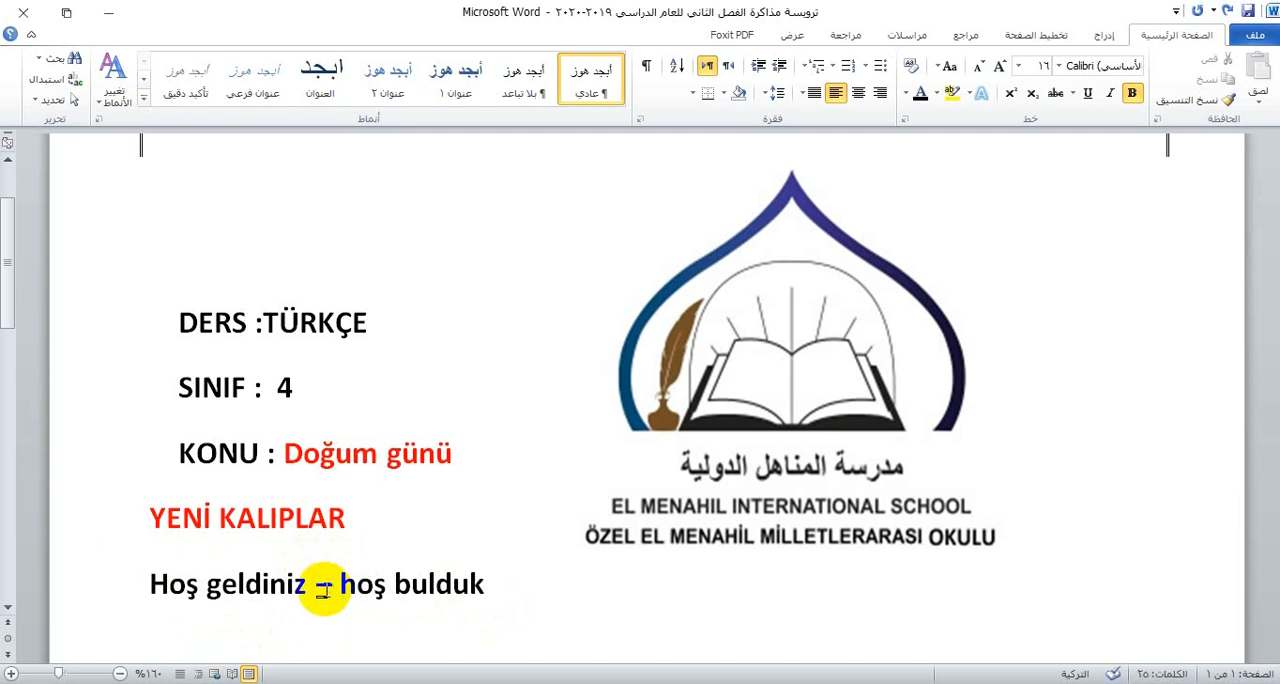 ترويسة مذاكرة الفصل الثاني للعام الدراسي ٢٠١٩-٢٠٢٠ - Microsoft Word
ملف
الصفحة الرئيسية
إدراج
تخطيط الصفحة
مراجع
مراسلات
مراجعة
عرض
Foxit PDF
لصق
قص
نسخ
نسخ التنسيق
الحافظة
Calibri (الأساسي)
١٦
خط
فقرة
أبجد هوز
عادي
أبجد هوز
بلا تباعد
أبجد هوز
عنوان ١
أبجد هوز
عنوان ٢
ابجد
العنوان
أبجد هوز
عنوان فرعي
أبجد هوز
تأكيد دقيق
تغيير الأنماط
أنماط
بحث
استبدال
تحديد
تحرير
DERS :TÜRKÇE
SINIF : 4
KONU : Doğum günü
YENİ KALIPLAR
Hoş geldiniz – hoş bulduk
مدرسة المناهل الدولية
EL MENAHIL INTERNATIONAL SCHOOL
ÖZEL EL MENAHİL MİLLETLERARASI OKULU
الصفحة: ١ من ١
الكلمات: ٢٥
التركية
%١٦٠